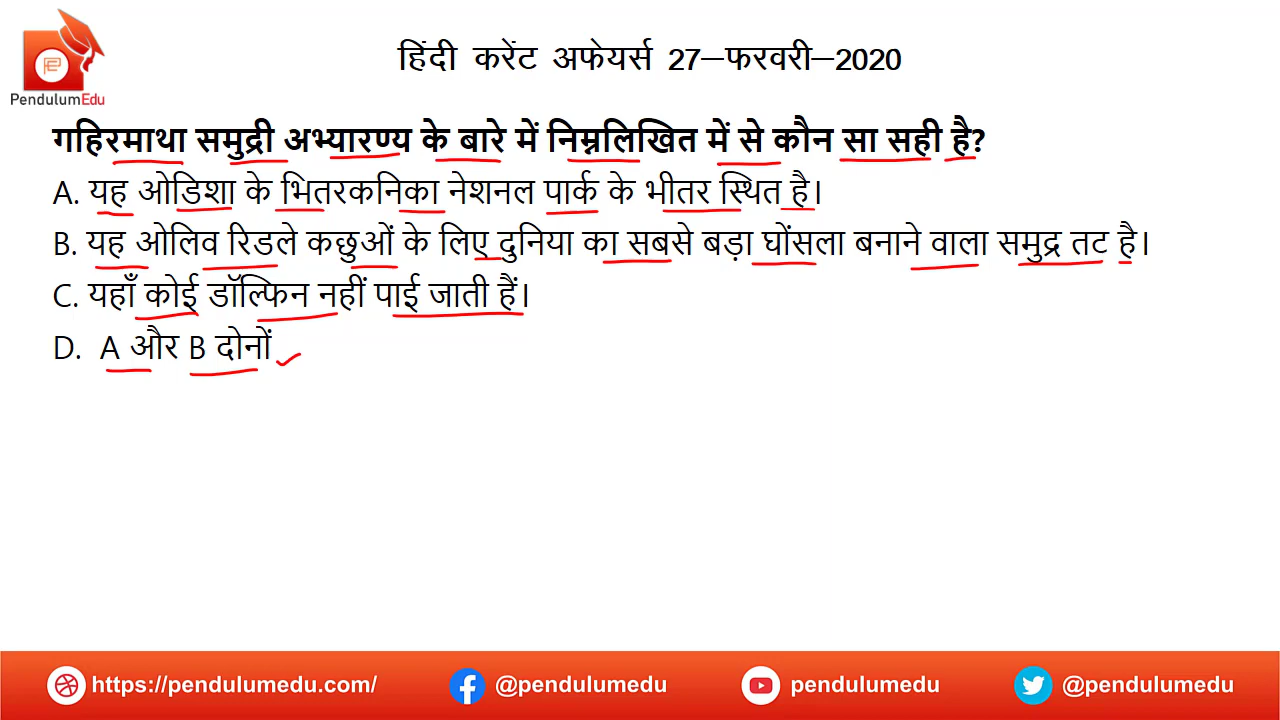 हिंदी करेंट अफेयर्स 27–फरवरी–2020
PendulumEdu
गहिरमाथा समुद्री अभ्यारण्य के बारे में निम्नलिखित में से कौन सा सही है?
A. यह ओडिशा के भितरकनिका नेशनल पार्क के भीतर स्थित है।
B. यह ओलिव रिडले कछुओं के लिए दुनिया का सबसे बड़ा घोंसला बनाने वाला समुद्र तट है।
C. यहाँ कोई डॉल्फिन नहीं पाई जाती हैं।
D. A और B दोनों
https://pendulumedu.com/ @pendulumedu pendulumedu @pendulumedu